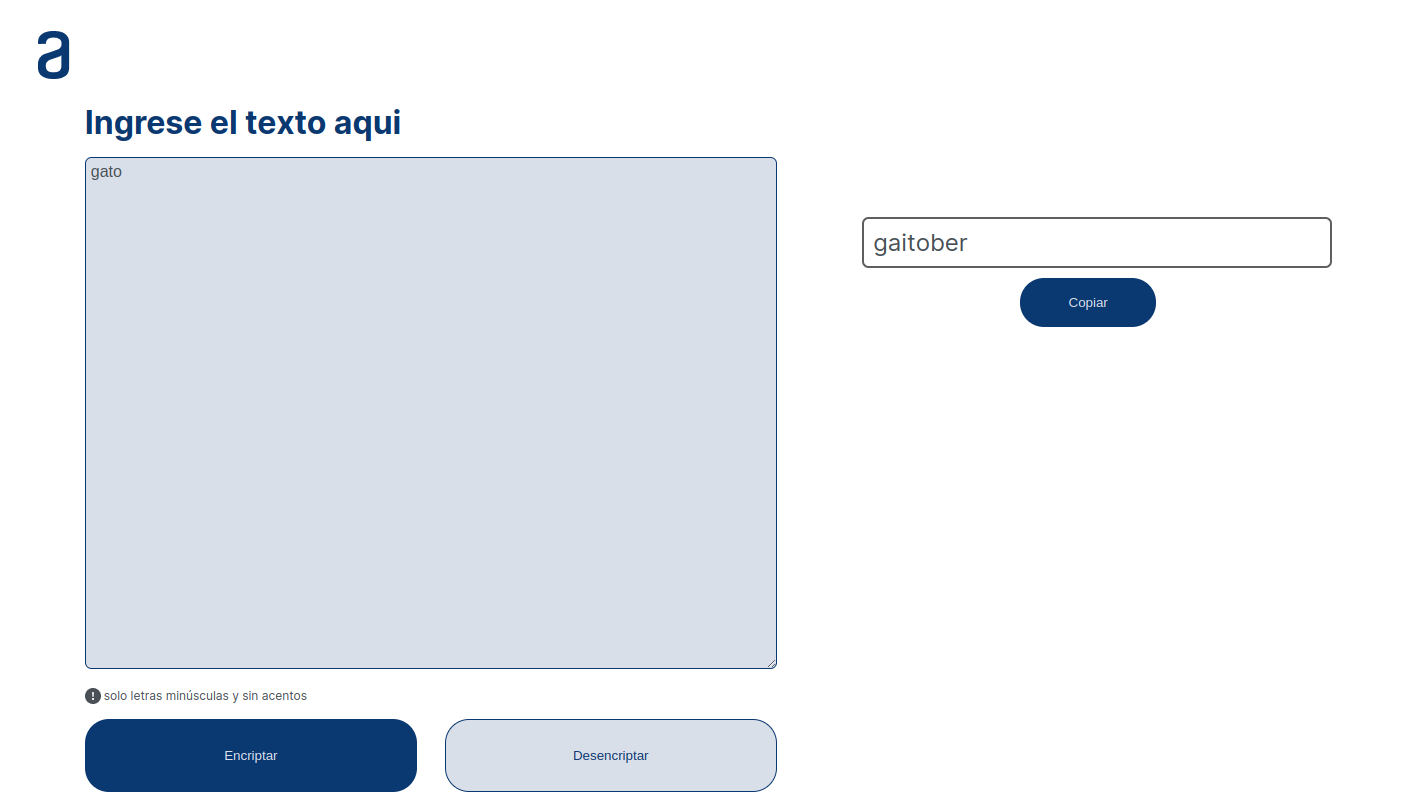 a
Ingrese el texto aqui
gato
gaitober
Copiar
solo letras minúsculas y sin acentos
Encriptar
Desencriptar